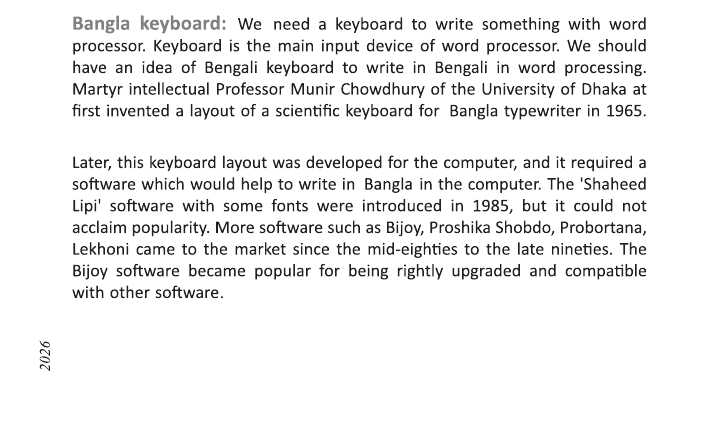 Bangla keyboard: We need a keyboard to write something with word
processor. Keyboard is the main input device of word processor. We should
have an idea of Bengali keyboard to write in Bengali in word processing.
Martyr intellectual Professor Munir Chowdhury of the University of Dhaka at
first invented a layout of a scientific keyboard for Bangla typewriter in 1965.
Later, this keyboard layout was developed for the computer, and it required a
software which would help to write in Bangla in the computer. The 'Shaheed
Lipi' software with some fonts were introduced in 1985, but it could not
acclaim popularity. More software such as Bijoy, Proshika Shobdo, Probortana,
Lekhoni came to the market since the mid-eighties to the late nineties. The
Bijoy software became popular for being rightly upgraded and compatible
with other software.
2026